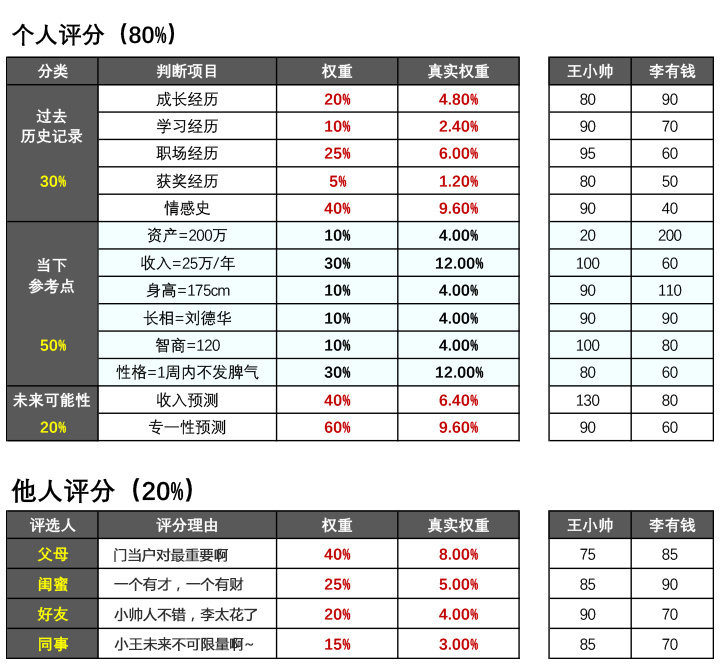 个人评分（80%）
分类 判断项目 权重 真实权重 王小帅 李有钱
过去
历史记录
30%
成长经历 20% 4.80% 80 90
学习经历 10% 2.40% 90 70
职场经历 25% 6.00% 95 60
获奖经历 5% 1.20% 80 50
情感史 40% 9.60% 90 40
当下
参考点
50%
资产=200万 10% 4.00% 20 200
收入=25万/年 30% 12.00% 100 60
身高=175cm 10% 4.00% 90 110
长相=刘德华 10% 4.00% 90 90
智商=120 10% 4.00% 100 80
性格=1周内不发脾气 30% 12.00% 80 60
未来可能性
20%
收入预测 40% 6.40% 130 80
专一性预测 60% 9.60% 90 60
他人评分（20%）
评选人 评分理由 权重 真实权重 王小帅 李有钱
父母 门当户对最重要啊 40% 8.00% 75 85
闺蜜 一个有才，一个有财 25% 5.00% 85 90
好友 小帅人不错，李太花了 20% 4.00% 90 70
同事 小王未来不可限量啊~ 15% 3.00% 85 70